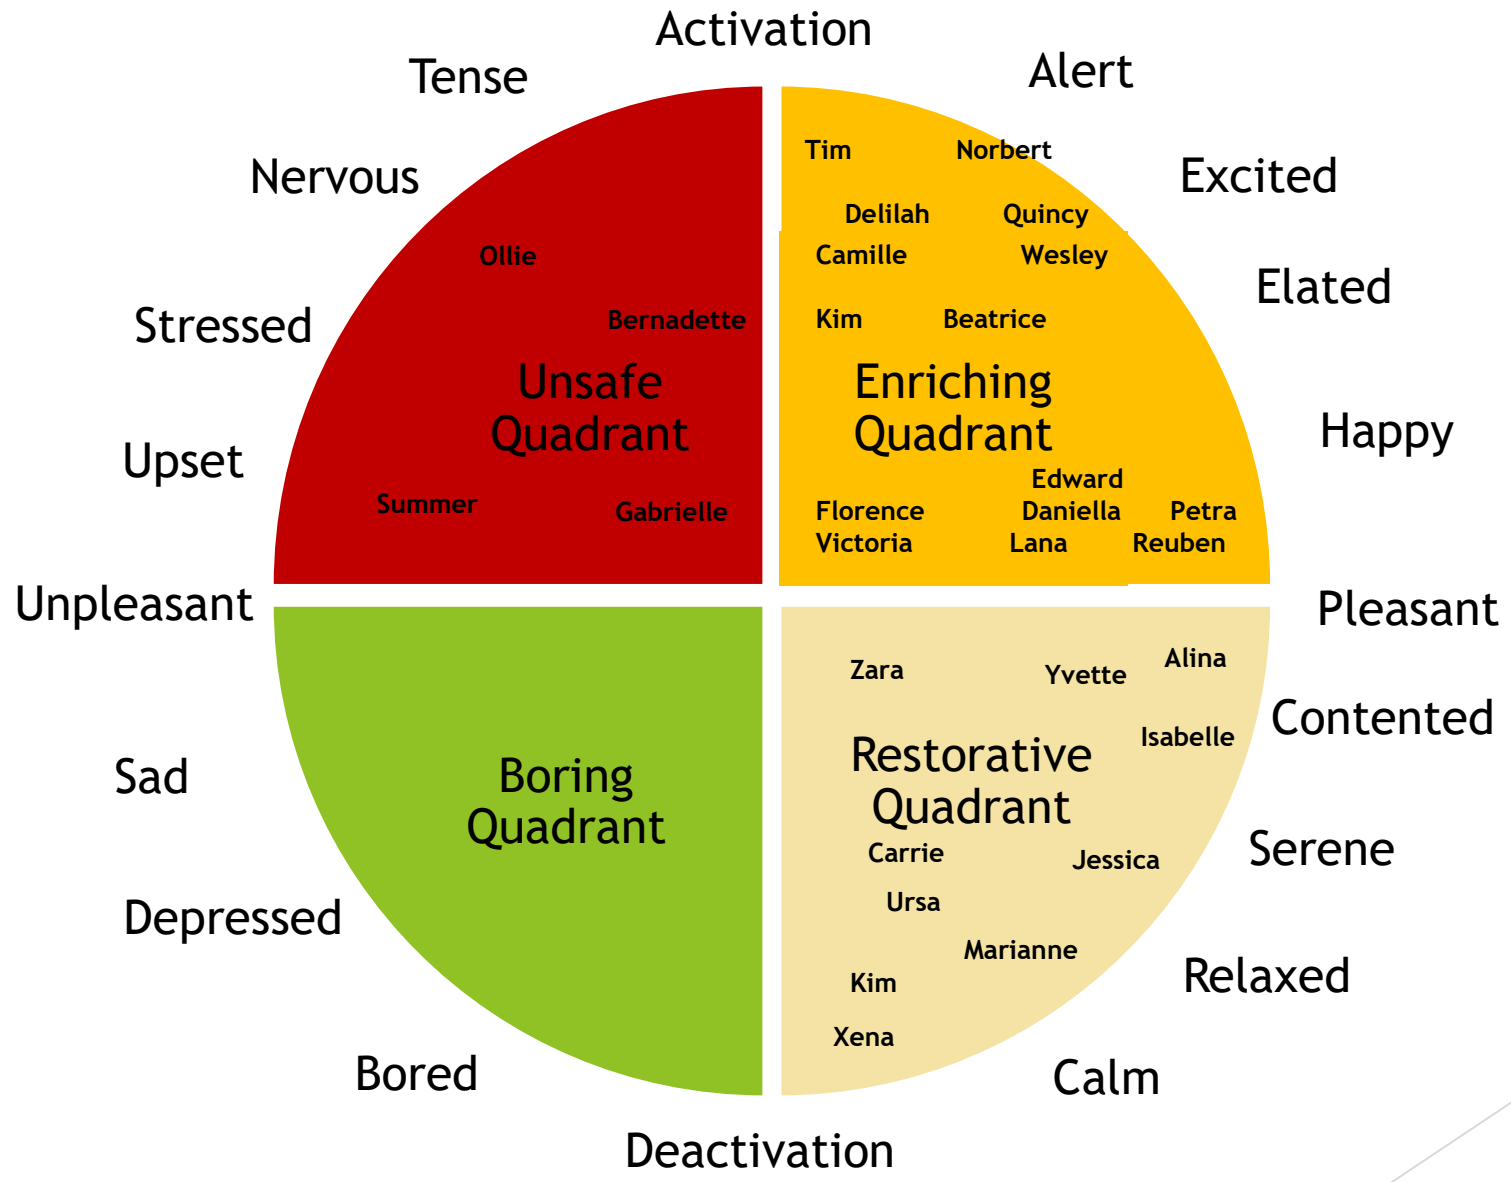 Activation
Tense
Alert
Nervous
Excited
Stressed
Elated
Upset
Happy
Unpleasant
Pleasant
Sad
Contented
Depressed
Serene
Bored
Relaxed
Calm
Deactivation
Ollie
Bernadette
Unsafe
Quadrant
Summer
Gabrielle
Tim
Norbert
Delilah
Quincy
Camille
Wesley
Kim
Beatrice
Enriching
Quadrant
Edward
Florence
Daniella
Petra
Victoria
Lana
Reuben
Boring
Quadrant
Zara
Yvette
Alina
Isabelle
Restorative
Quadrant
Carrie
Jessica
Ursa
Marianne
Kim
Xena